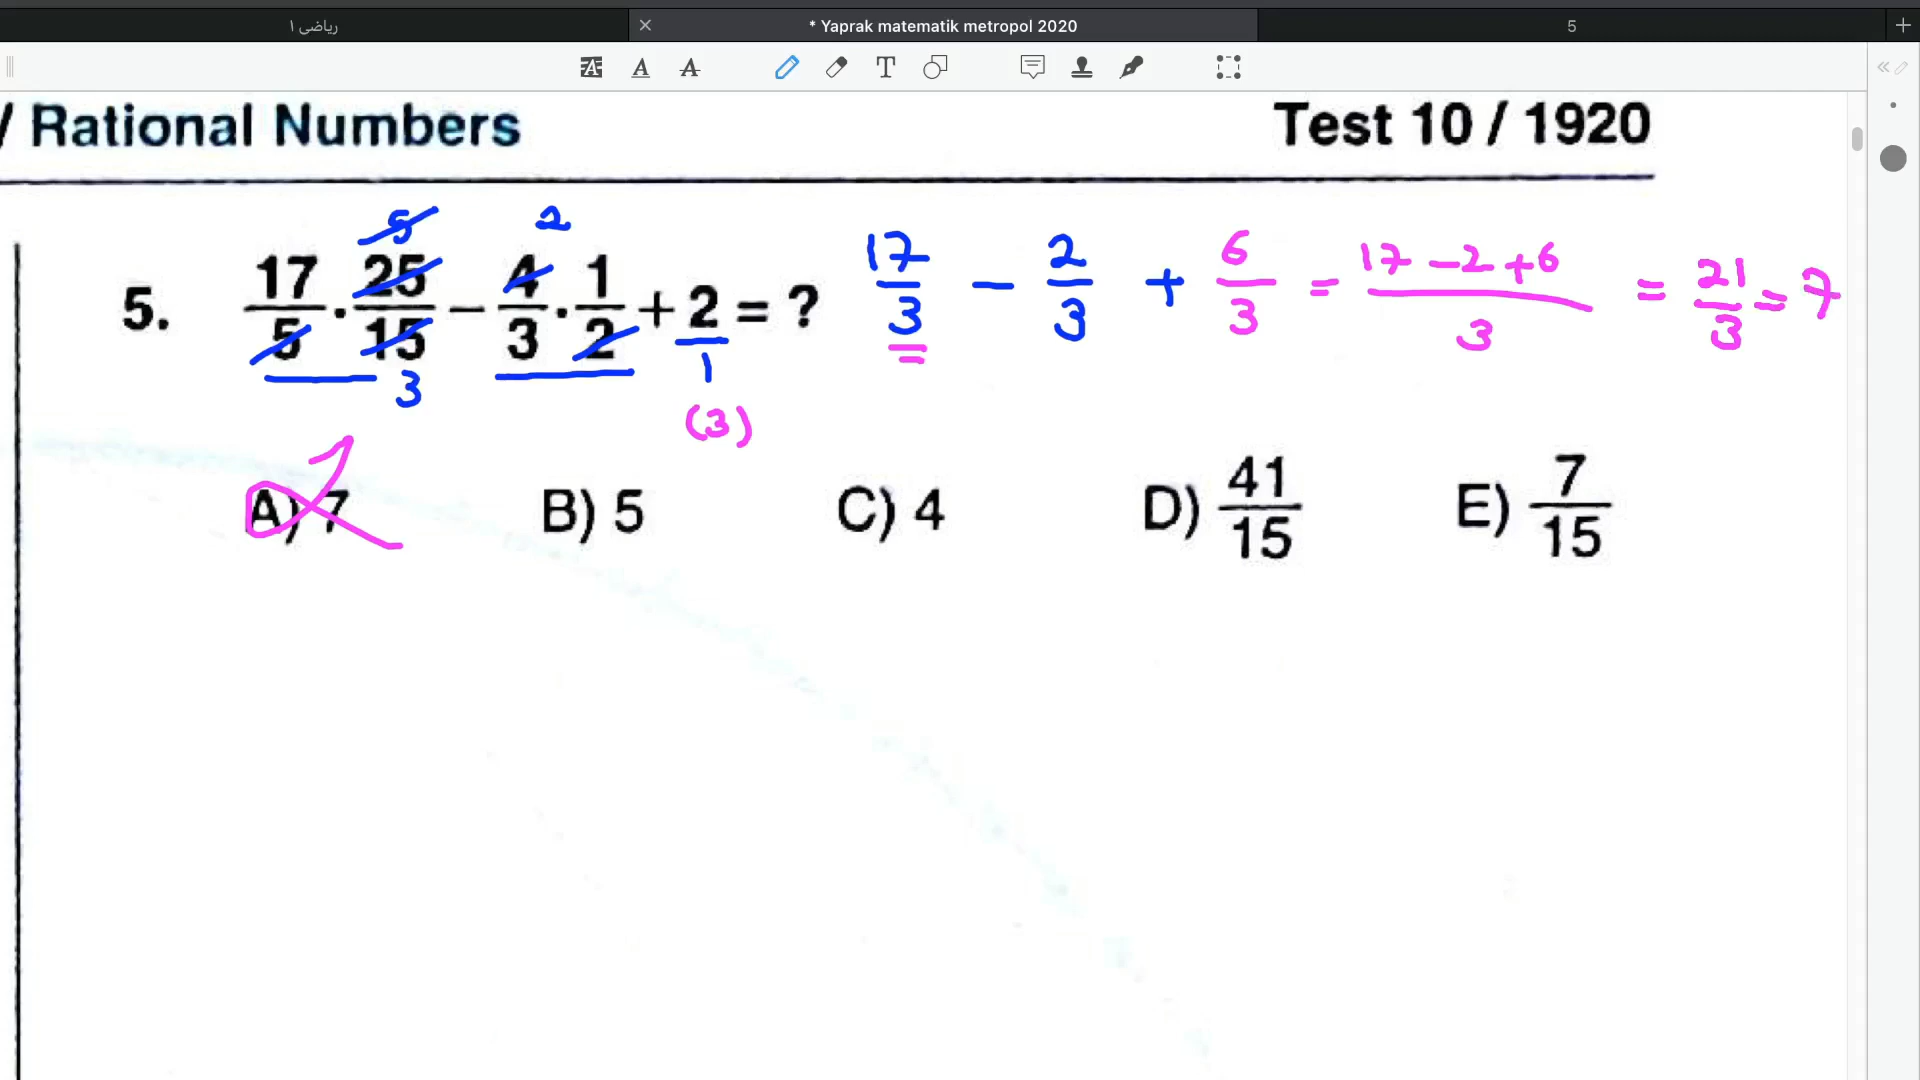 ریاضی ۱
* Yaprak matematik metropol 2020
5
/ Rational Numbers
Test 10 / 1920
5. 17/5 · 25/15 − 4/3 · 1/2 + 2 = ?
5 2
3 1
(3)
17/3 − 2/3 + 6/3 = 17 − 2 + 6 / 3 = 21/3 = 7
A) 7 B) 5 C) 4 D) 41/15 E) 7/15